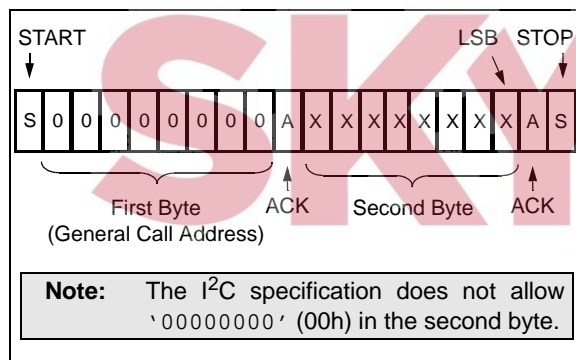 START LSB STOP
S 0 0 0 0 0 0 0 0 A X X X X X X X X A S
First Byte ACK Second Byte ACK
(General Call Address)
Note: The I²C specification does not allow
‘00000000’ (00h) in the second byte.
SKY